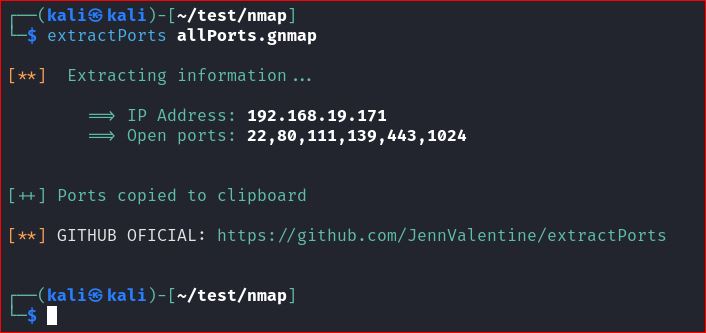 ┌──(kali㉿kali)-[~/test/nmap]
└─$ extractPorts allPorts.gnmap
[**]  Extracting information...
==> IP Address: 192.168.19.171
==> Open ports: 22,80,111,139,443,1024
[++] Ports copied to clipboard
[**] GITHUB OFICIAL: https://github.com/JennValentine/extractPorts
┌──(kali㉿kali)-[~/test/nmap]
└─$